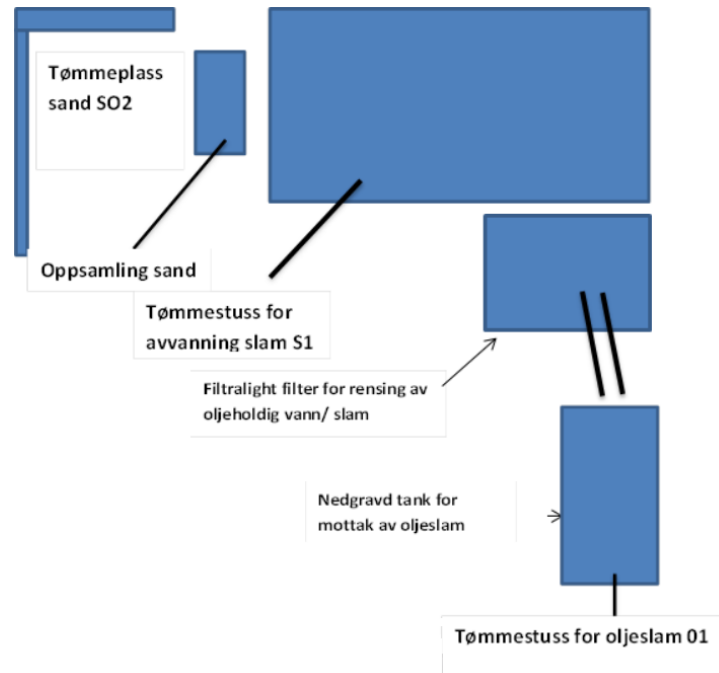 Tømmeplass
sand SO2
Oppsamling sand
Tømmestuss for
avvanning slam S1
Filtralight filter for rensing av
oljeholdig vann/ slam
Nedgravd tank for
mottak av oljeslam
Tømmestuss for oljeslam 01